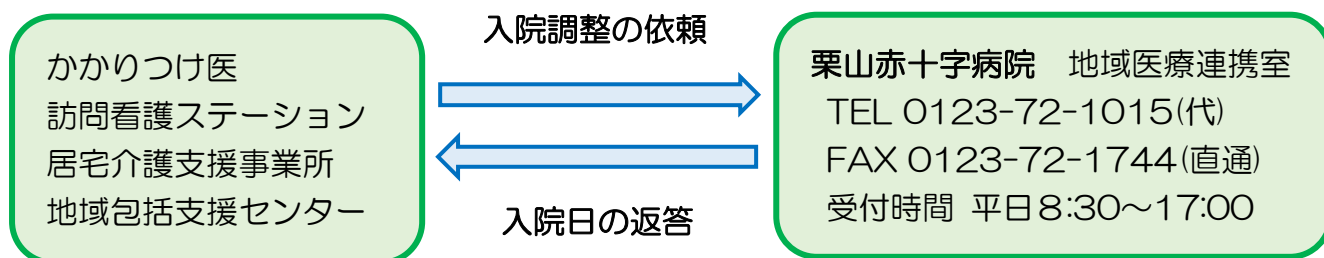 かかりつけ医
訪問看護ステーション
居宅介護支援事業所
地域包括支援センター
入院調整の依頼
入院日の返答
栗山赤十字病院 地域医療連携室
TEL 0123-72-1015(代)
FAX 0123-72-1744(直通)
受付時間 平日8:30~17:00